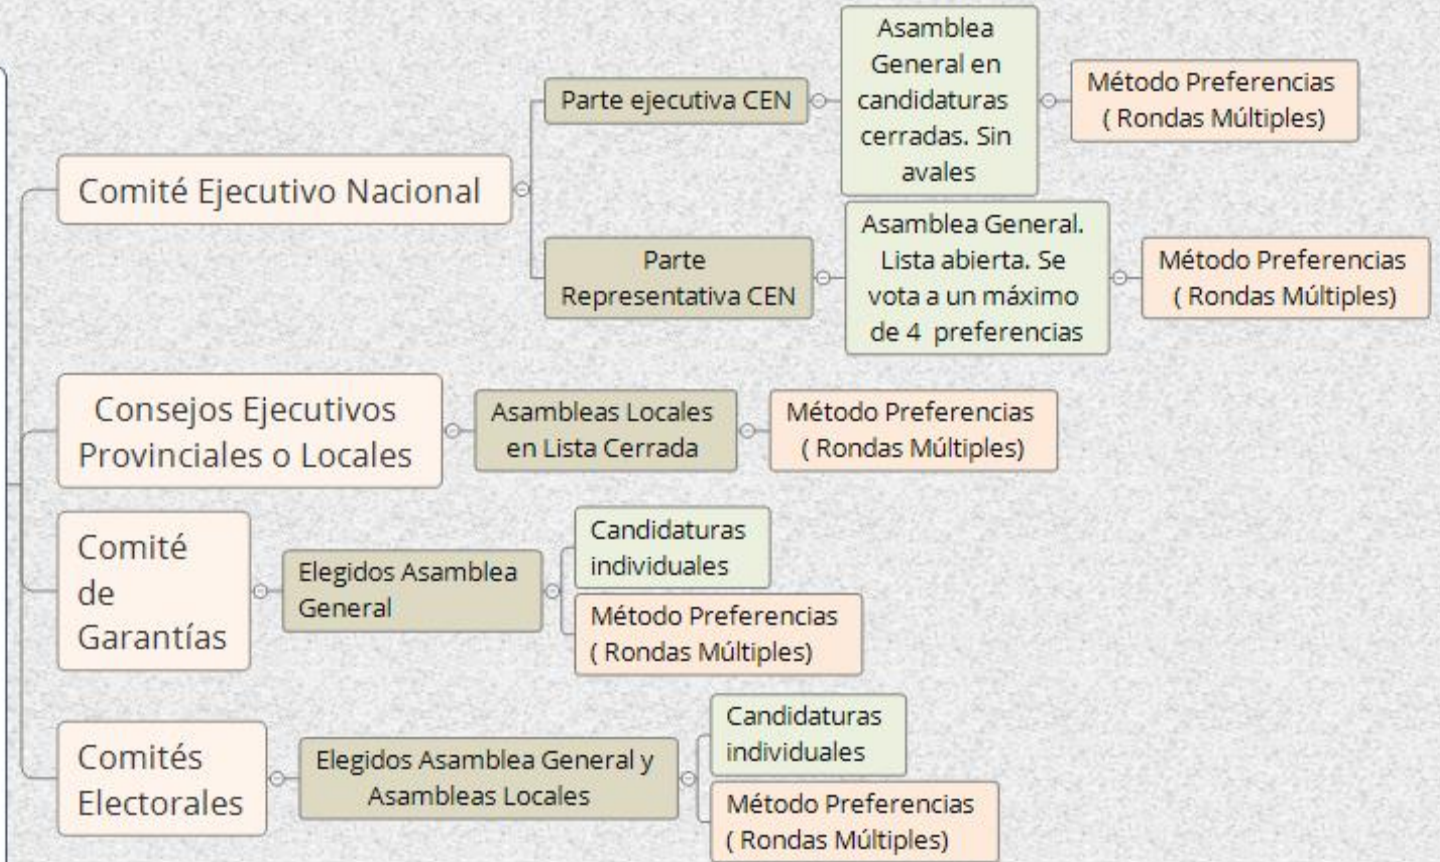 Comité Ejecutivo Nacional
Parte ejecutiva CEN
Asamblea
General en
candidaturas
cerradas. Sin
avales
Método Preferencias
( Rondas Múltiples)
Parte
Representativa CEN
Asamblea General.
Lista abierta. Se
vota a un máximo
de 4 preferencias
Método Preferencias
( Rondas Múltiples)
Consejos Ejecutivos
Provinciales o Locales
Asambleas Locales
en Lista Cerrada
Método Preferencias
( Rondas Múltiples)
Comité
de
Garantías
Elegidos Asamblea
General
Candidaturas
individuales
Método Preferencias
( Rondas Múltiples)
Comités
Electorales
Elegidos Asamblea General y
Asambleas Locales
Candidaturas
individuales
Método Preferencias
( Rondas Múltiples)